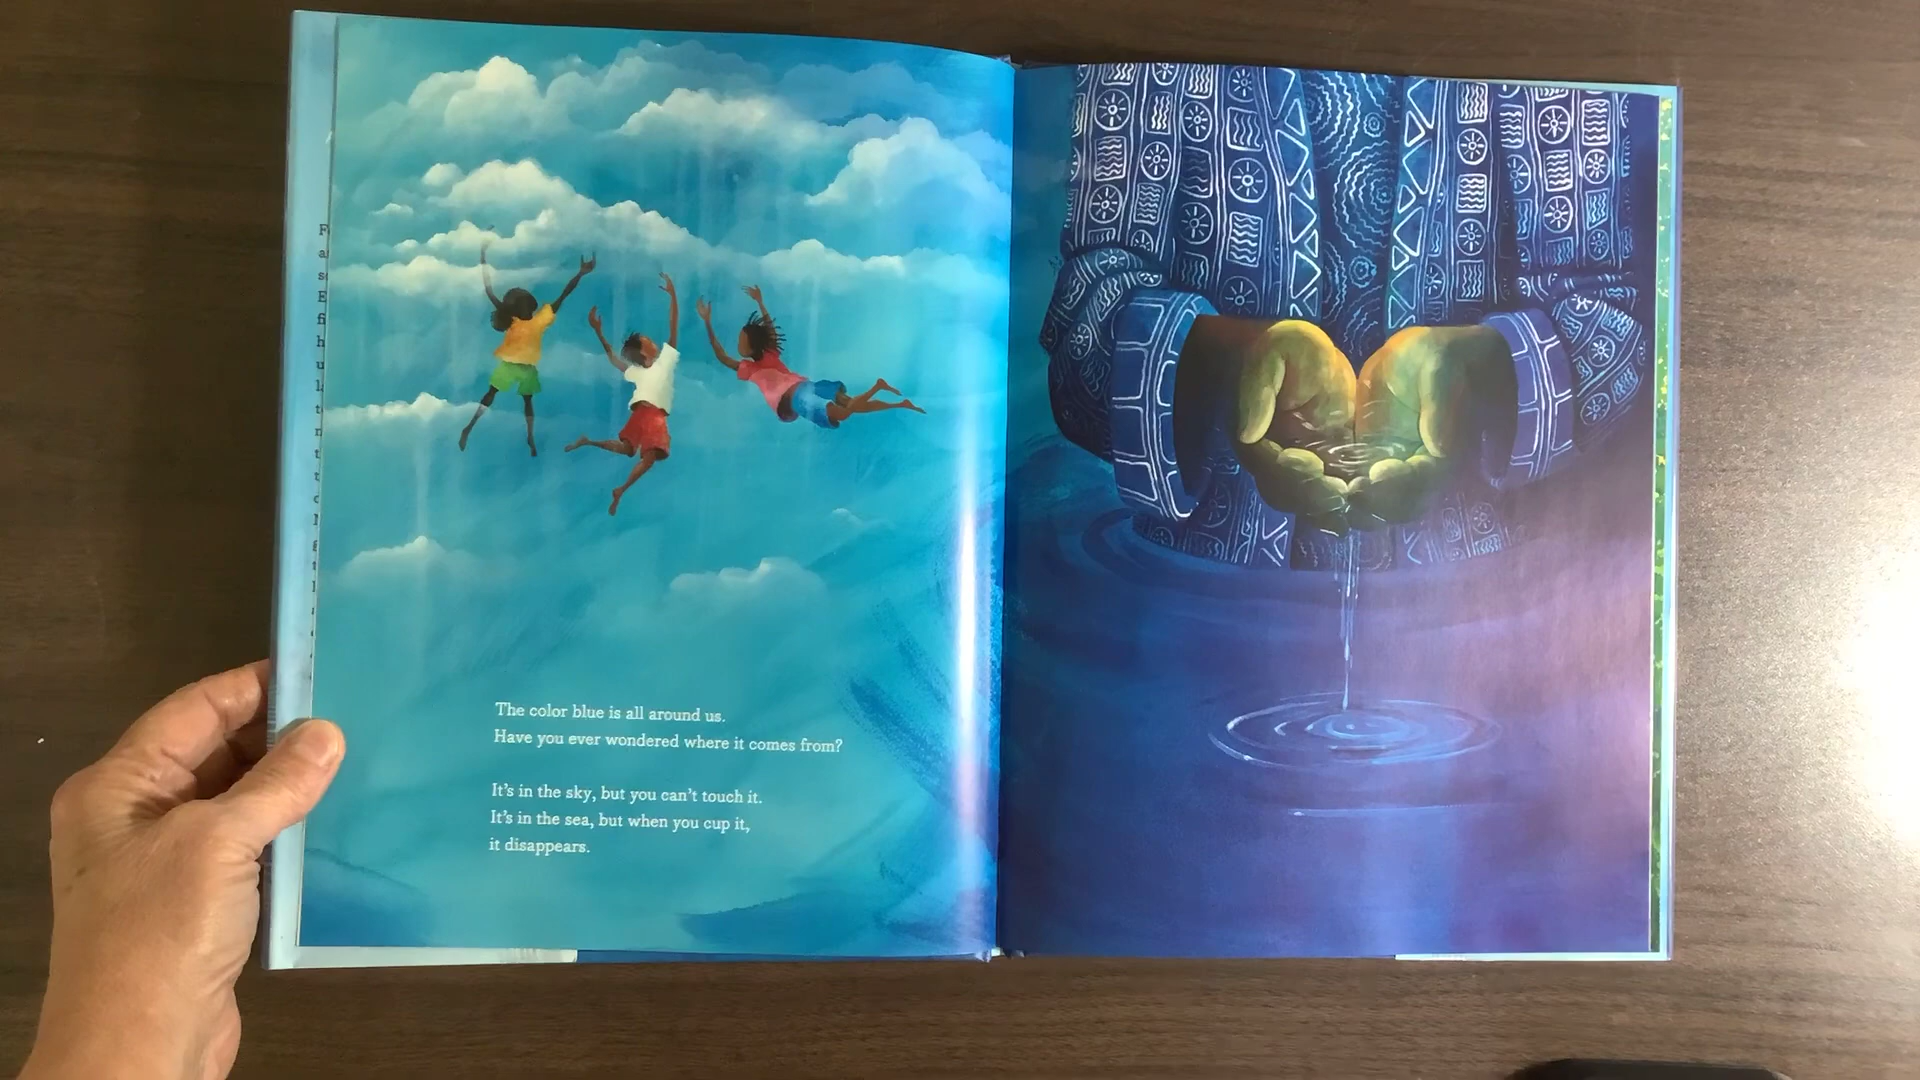 The color blue is all around us.
Have you ever wondered where it comes from?
It's in the sky, but you can't touch it.
It's in the sea, but when you cup it,
it disappears.